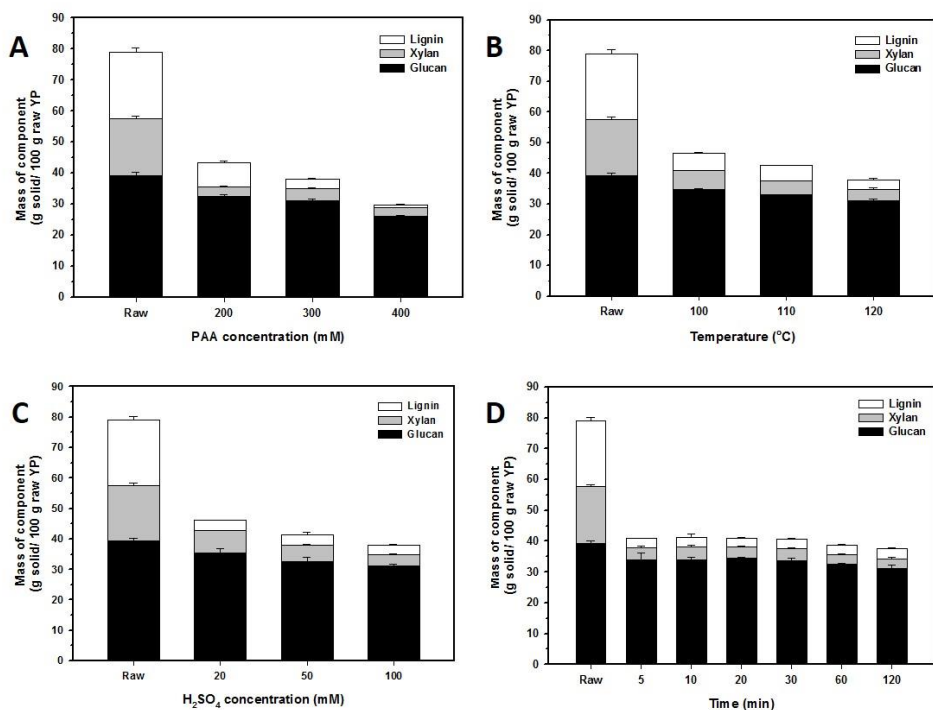 A
Mass of component
(g solid/ 100 g raw YP)
90
80
70
60
50
40
30
20
10
0
Lignin
Xylan
Glucan
Raw 200 300 400
PAA concentration (mM)
B
Mass of component
(g solid/ 100 g raw YP)
90
80
70
60
50
40
30
20
10
0
Lignin
Xylan
Glucan
Raw 100 110 120
Temperature (°C)
C
Mass of component
(g solid/ 100 g raw YP)
90
80
70
60
50
40
30
20
10
0
Lignin
Xylan
Glucan
Raw 20 50 100
H₂SO₄ concentration (mM)
D
Mass of component
(g solid/ 100 g raw YP)
90
80
70
60
50
40
30
20
10
0
Lignin
Xylan
Glucan
Raw 5 10 20 30 60 120
Time (min)